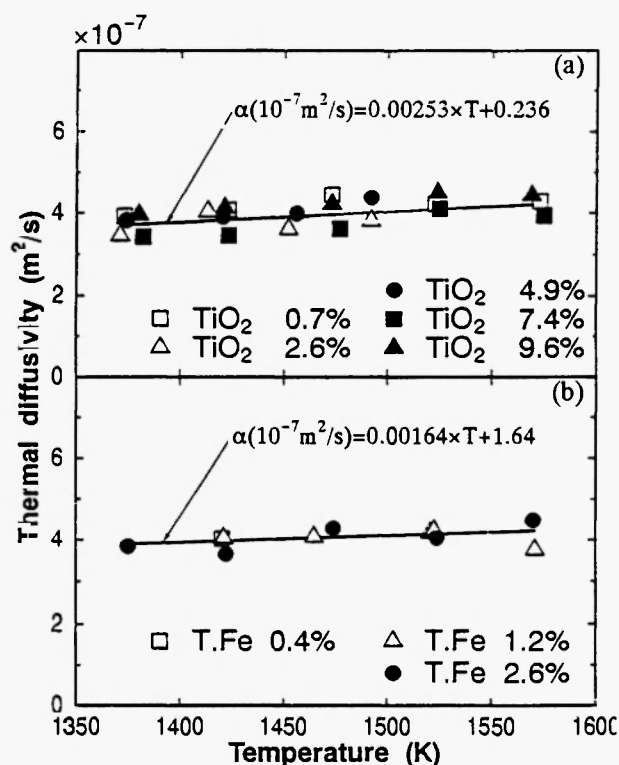 ×10⁻⁷
(a)
α(10⁻⁷m²/s)=0.00253×T+0.236
6
4
2
0
● TiO₂ 4.9%
□ TiO₂ 0.7% ■ TiO₂ 7.4%
△ TiO₂ 2.6% ▲ TiO₂ 9.6%
Thermal diffusivity (m²/s)
(b)
α(10⁻⁷m²/s)=0.00164×T+1.64
6
4
2
0
□ T.Fe 0.4% △ T.Fe 1.2%
● T.Fe 2.6%
1350 1400 1450 1500 1550 1600
Temperature (K)